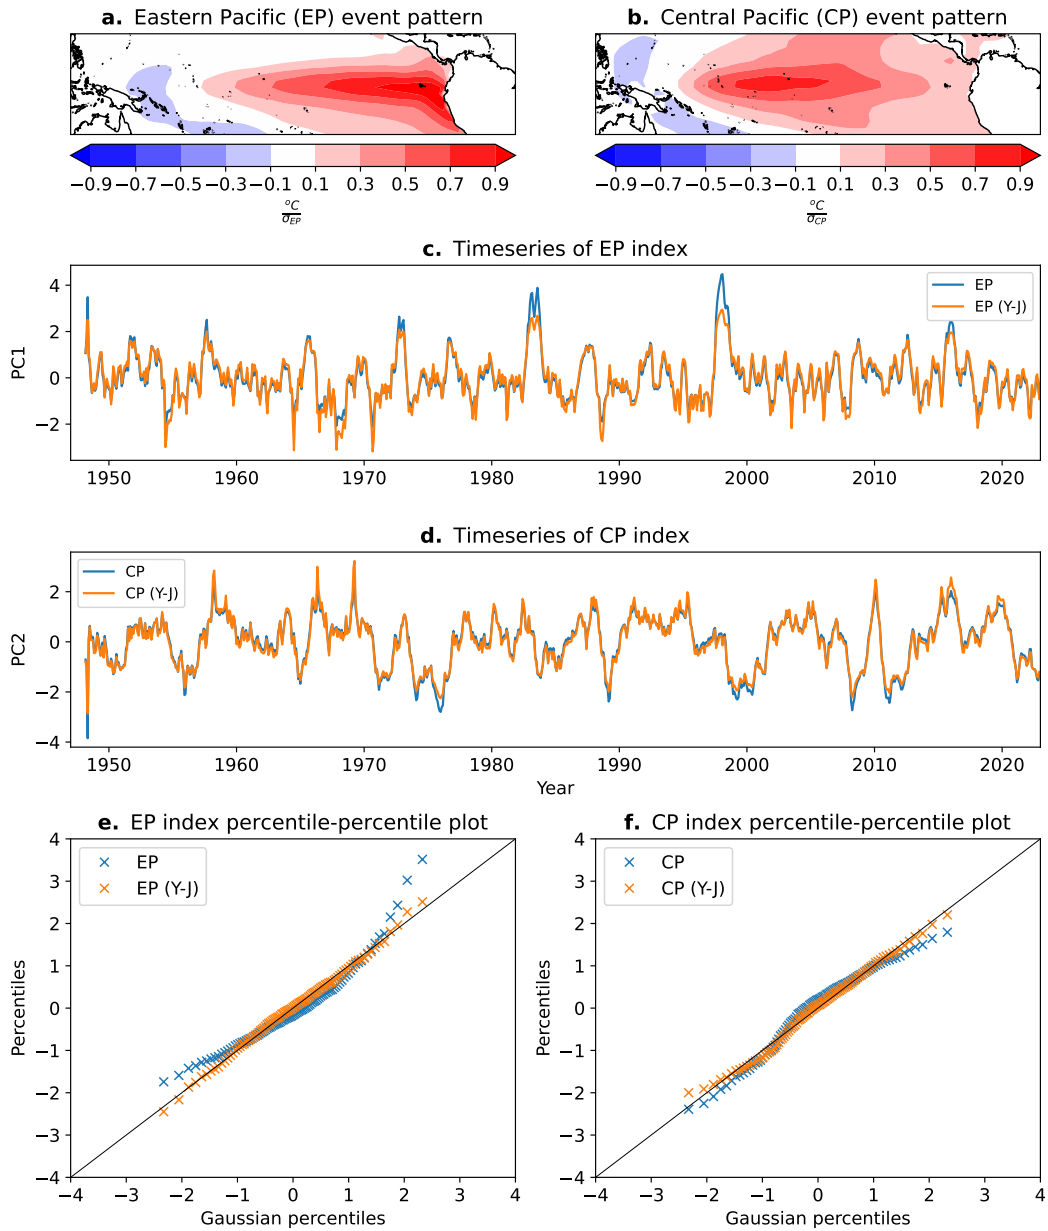 a. Eastern Pacific (EP) event pattern
b. Central Pacific (CP) event pattern
−0.9 −0.7 −0.5 −0.3 −0.1 0.1 0.3 0.5 0.7 0.9
°C
σEP
−0.9 −0.7 −0.5 −0.3 −0.1 0.1 0.3 0.5 0.7 0.9
°C
σCP
c. Timeseries of EP index
PC1
4
2
0
−2
EP
EP (Y-J)
1950 1960 1970 1980 1990 2000 2010 2020
d. Timeseries of CP index
PC2
2
0
−2
−4
CP
CP (Y-J)
1950 1960 1970 1980 1990 2000 2010 2020
Year
e. EP index percentile-percentile plot
Percentiles
4
3
2
1
0
−1
−2
−3
−4
EP
EP (Y-J)
−4 −3 −2 −1 0 1 2 3 4
Gaussian percentiles
f. CP index percentile-percentile plot
Percentiles
4
3
2
1
0
−1
−2
−3
−4
CP
CP (Y-J)
−4 −3 −2 −1 0 1 2 3 4
Gaussian percentiles